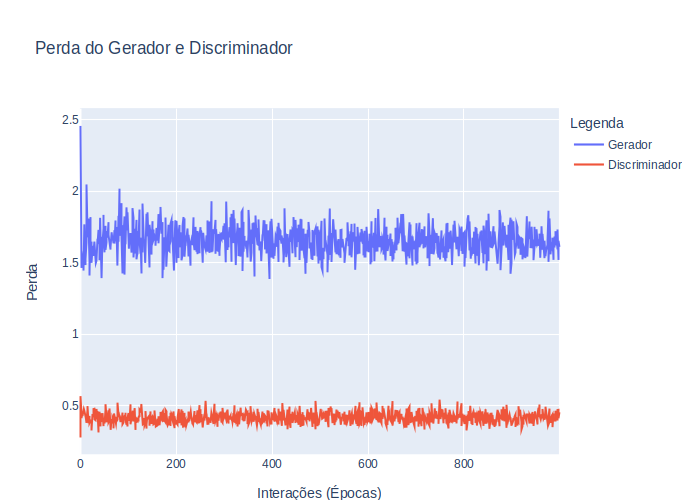 Perda do Gerador e Discriminador
Legenda
Gerador
Discriminador
2.5
2
1.5
1
0.5
Perda
0
200
400
600
800
Interações (Épocas)